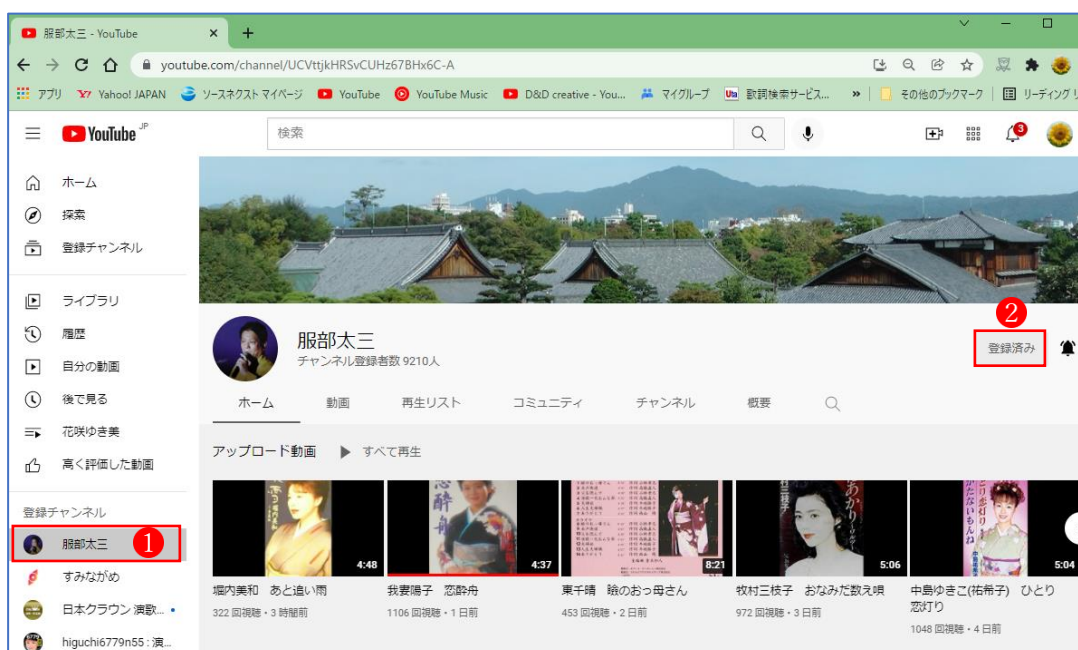 服部太三 - YouTube
youtube.com/channel/UCVttjkHRSvCUHz67BHx6C-A
アプリ Yahoo! JAPAN ソースネクスト マイページ YouTube YouTube Music D&D creative - You... マイグループ 歌詞検索サービス... » その他のブックマーク リーディング リ
YouTube JP
検索
3
ホーム
探索
登録チャンネル
ライブラリ
履歴
自分の動画
後で見る
花咲ゆき美
高く評価した動画
登録チャンネル
服部太三 1
すみながめ
日本クラウン 演歌...
higuchi6779n55 : 演...
2
服部太三
チャンネル登録者数 9210人
登録済み
ホーム 動画 再生リスト コミュニティ チャンネル 概要
アップロード動画 ▶ すべて再生
4:48 4:37 8:21 5:06 5:04
堀内美和 あと追い雨
322 回視聴・3 時間前
我妻陽子 恋酔舟
1106 回視聴・1 日前
東千晴 瞼のおっ母さん
453 回視聴・2 日前
牧村三枝子 おなみだ数え唄
972 回視聴・3 日前
中島ゆきこ(祐希子) ひとり
恋灯り
1048 回視聴・4 日前